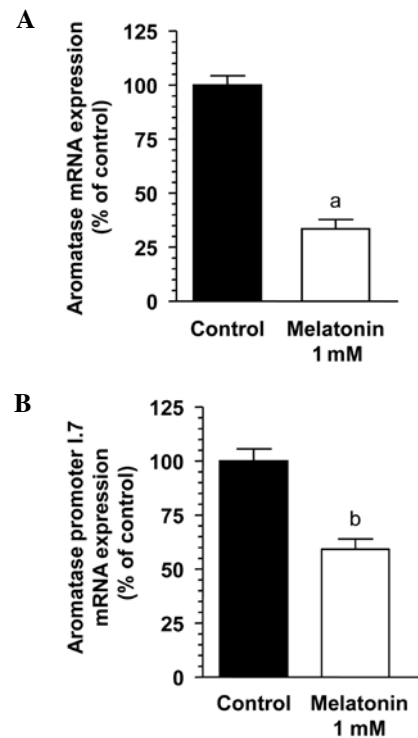 A
Aromatase mRNA expression
(% of control)
125
100
75
50
25
0
a
Control
Melatonin
1 mM
B
Aromatase promoter I.7
mRNA expression
(% of control)
125
100
75
50
25
0
b
Control
Melatonin
1 mM